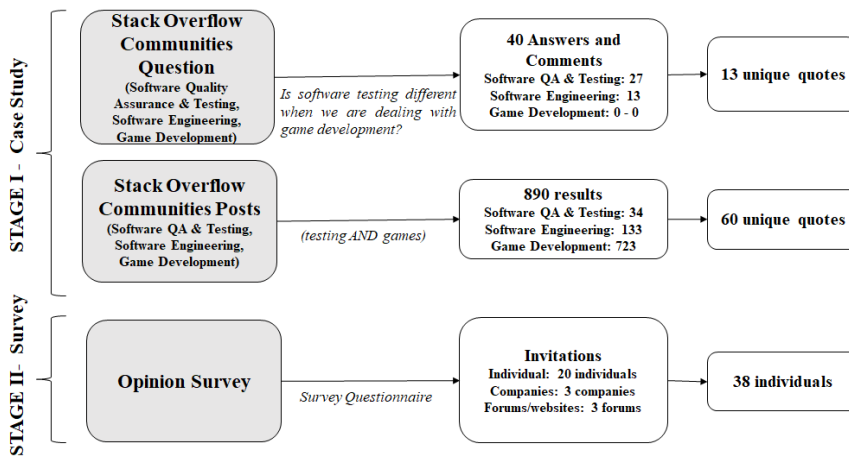 STAGE I - Case Study
Stack Overflow
Communities
Question
(Software Quality
Assurance & Testing,
Software Engineering,
Game Development)
Is software testing different
when we are dealing with
game development?
40 Answers and
Comments
Software QA & Testing: 27
Software Engineering: 13
Game Development: 0 - 0
13 unique quotes
Stack Overflow
Communities Posts
(Software QA & Testing,
Software Engineering,
Game Development)
(testing AND games)
890 results
Software QA & Testing: 34
Software Engineering: 133
Game Development: 723
60 unique quotes
STAGE II- Survey
Opinion Survey
Survey Questionnaire
Invitations
Individual: 20 individuals
Companies: 3 companies
Forums/websites: 3 forums
38 individuals